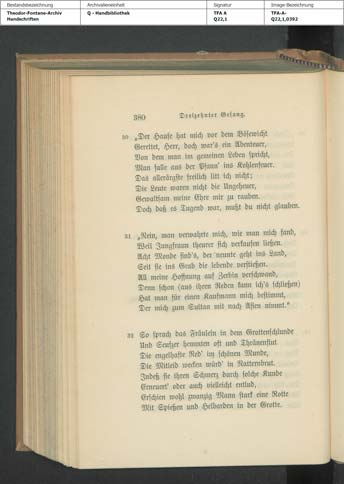 Bestandsbezeichnung Archivalieneinheit Signatur Image-Bezeichnung
Theodor-Fontane-Archiv Q - Handbibliothek TFA A TFA-A-
Handschriften Q22,1 Q22,1,0392
380 Dreizehnter Gesang.
30 „Der Haufe hat mich vor dem Bösewicht
Gerettet, Herr, doch war's ein Abenteuer,
Von dem man im gemeinen Leben spricht,
Man falle aus der Pfann' ins Kohlenfeuer.
Das allerärgste freilich litt ich nicht;
Die Leute waren nicht die Ungeheuer,
Gewaltsam meine Ehre mir zu rauben.
Doch daß es Tugend war, mußt du nicht glauben.
31 „Nein, man verwahrte mich, wie man mich fand,
Weil Jungfraun theurer sich verkaufen ließen.
Acht Monde sind's, der neunte geht ins Land,
Seit sie ins Grab die lebende verstießen.
All meine Hoffnung auf Zerbin verschwand,
Denn schon (aus ihren Reden kann ich's schließen)
Hat man für einen Kaufmann mich bestimmt,
Der mich zum Sultan mit nach Asien nimmt.“
32 So sprach das Fräulein in dem Grottenschlunde
Und Seufzer hemmten oft und Thränenflut
Die engelhafte Red' im schönen Munde,
Die Mitleid wecken würd' in Natternbrut.
Indeß sie ihren Schmerz durch solche Kunde
Erneuert' oder auch vielleicht entlud,
Erschien wohl zwanzig Mann stark eine Rotte
Mit Spießen und Helbarden in der Grotte.